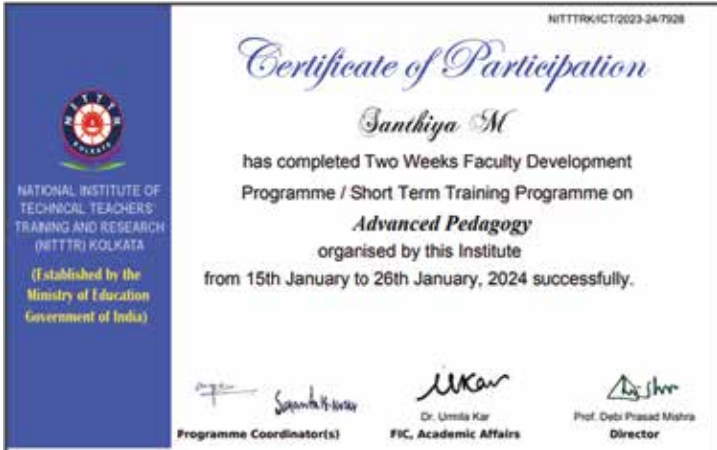 NITTTRK/ICT/2023-24/7928
Certificate of Participation
Santhiya M
has completed Two Weeks Faculty Development
Programme / Short Term Training Programme on
Advanced Pedagogy
organised by this Institute
from 15th January to 26th January, 2024 successfully.
NITTTR
KOLKATA
NATIONAL INSTITUTE OF
TECHNICAL TEACHERS'
TRAINING AND RESEARCH
(NITTTR) KOLKATA
(Established by the
Ministry of Education
Government of India)
Dr. Urmila Kar
Prof. Debi Prasad Mishra
Programme Coordinator(s)
FIC, Academic Affairs
Director